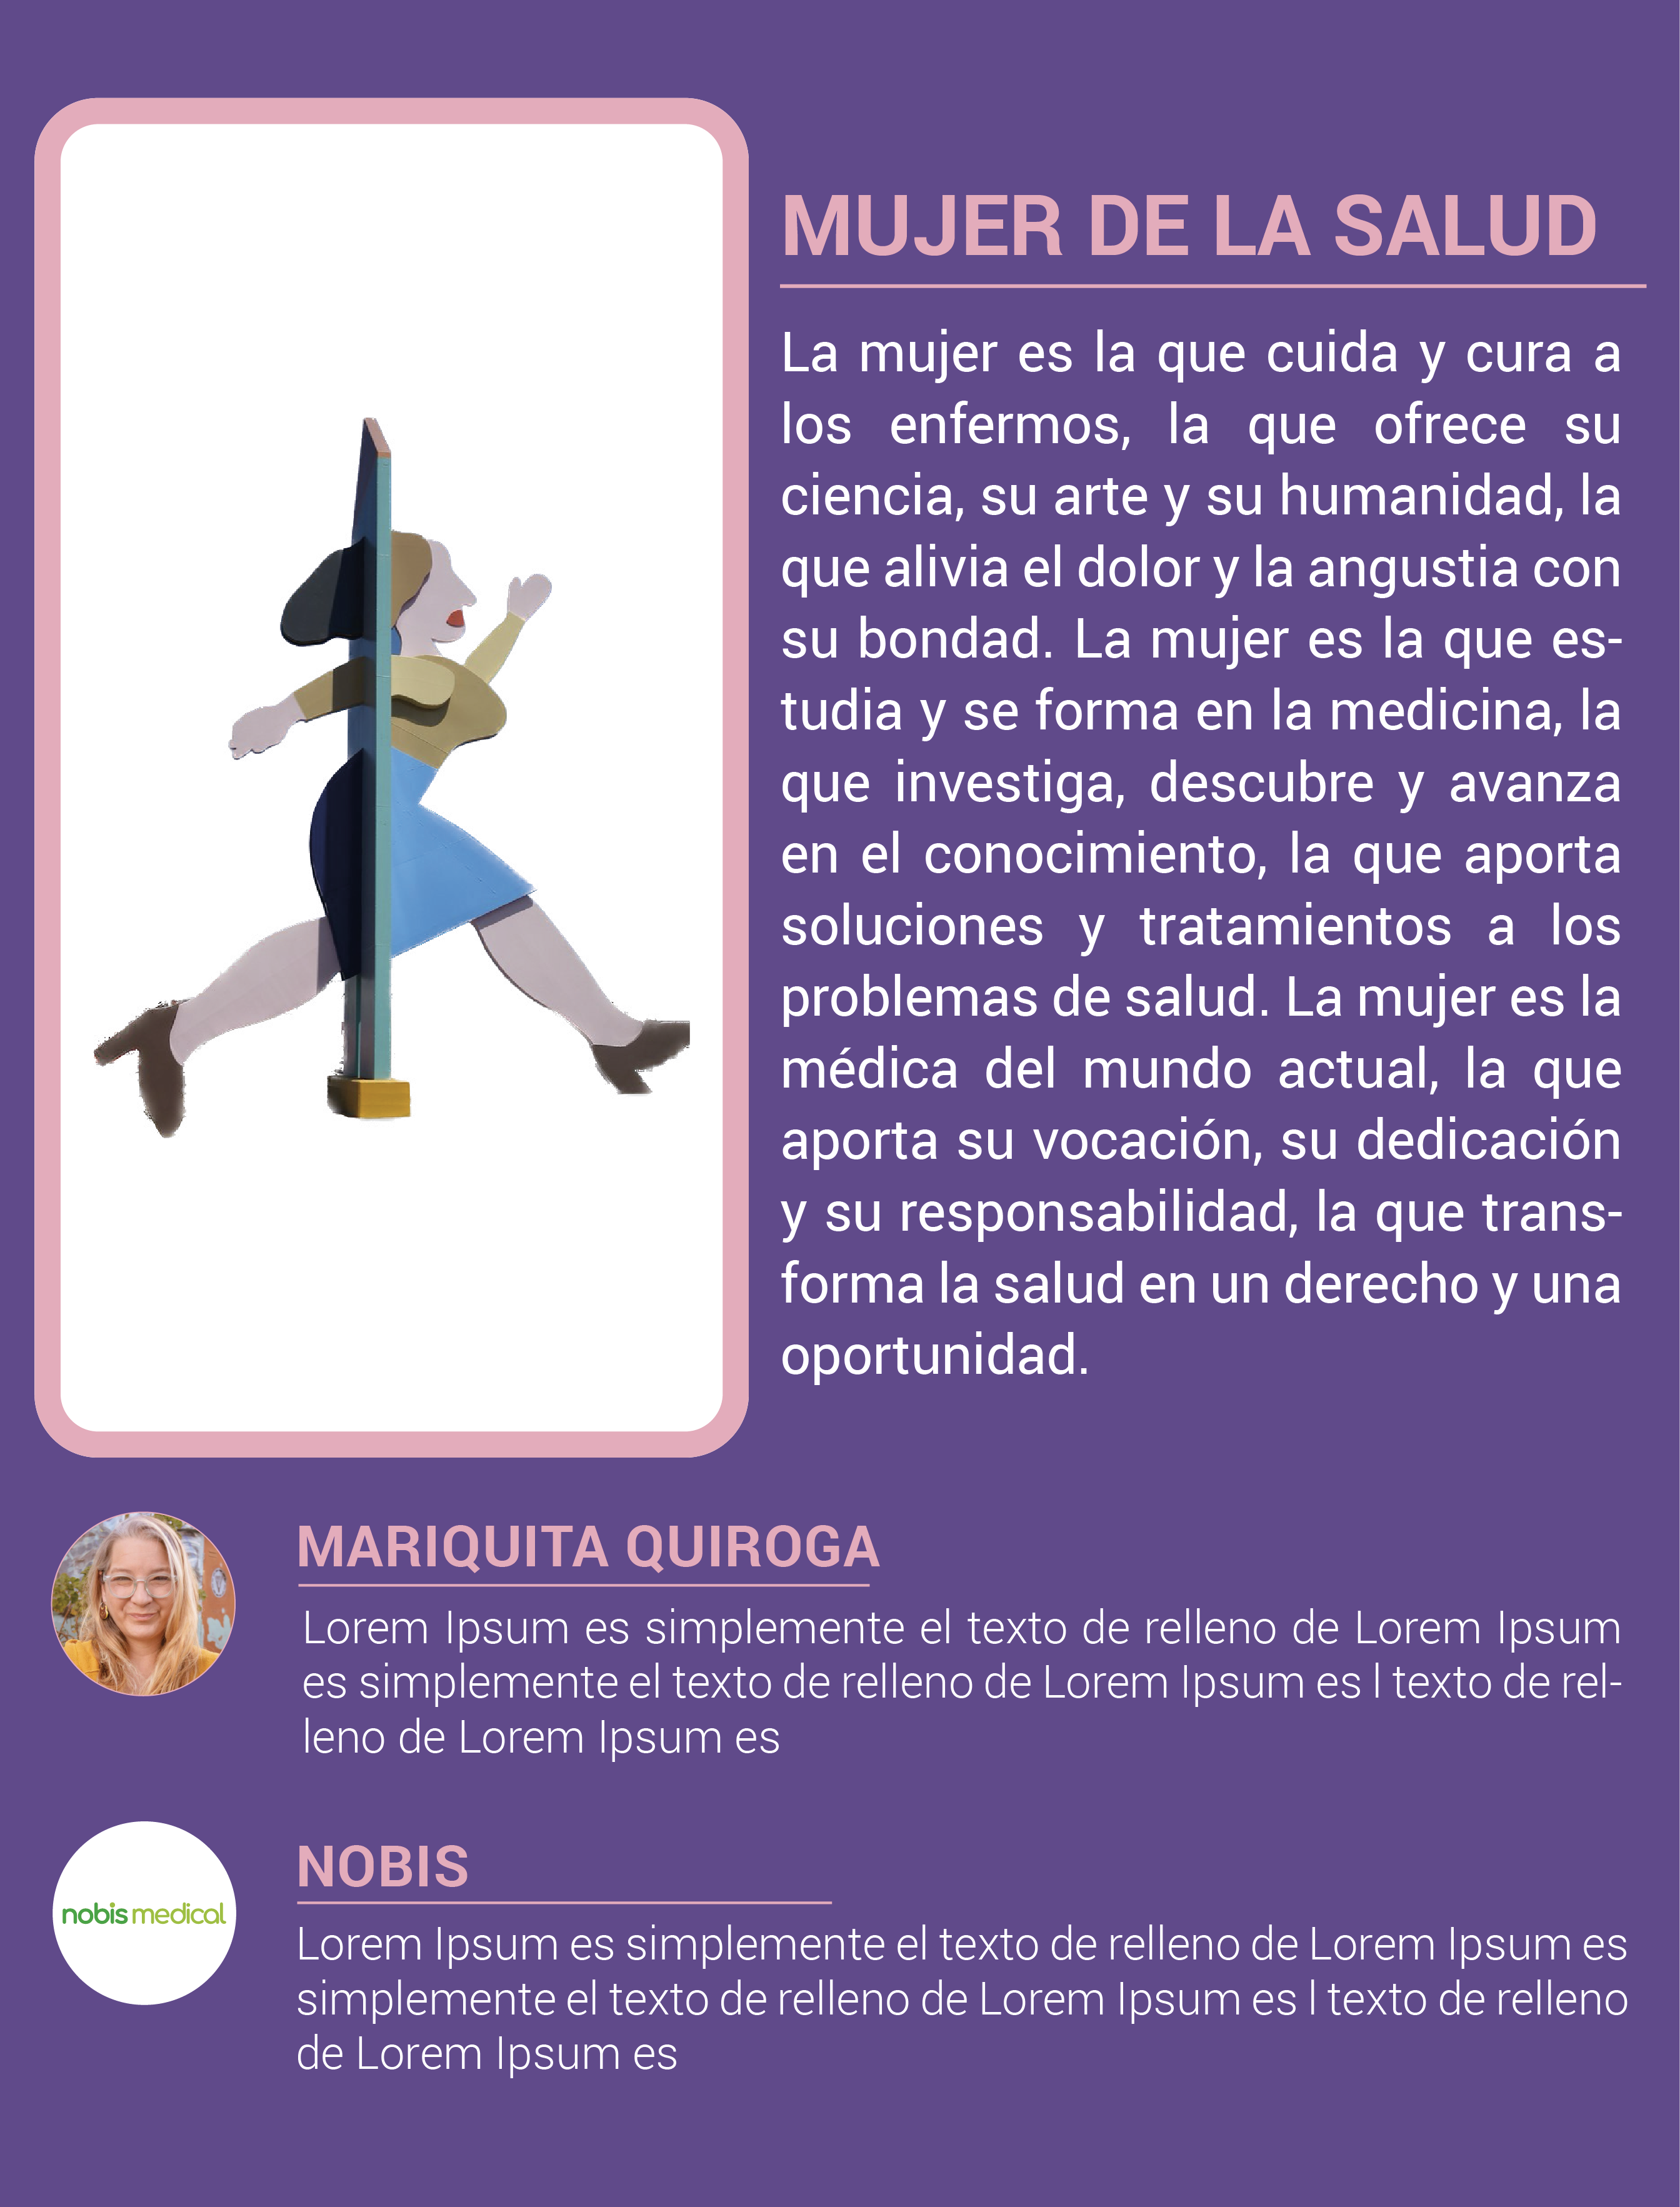 MUJER DE LA SALUD
La mujer es la que cuida y cura a
los enfermos, la que ofrece su
ciencia, su arte y su humanidad, la
que alivia el dolor y la angustia con
su bondad. La mujer es la que es-
tudia y se forma en la medicina, la
que investiga, descubre y avanza
en el conocimiento, la que aporta
soluciones y tratamientos a los
problemas de salud. La mujer es la
médica del mundo actual, la que
aporta su vocación, su dedicación
y su responsabilidad, la que trans-
forma la salud en un derecho y una
oportunidad.
MARIQUITA QUIROGA
Lorem Ipsum es simplemente el texto de relleno de Lorem Ipsum
es simplemente el texto de relleno de Lorem Ipsum es l texto de rel-
leno de Lorem Ipsum es
NOBIS
nobis medical
Lorem Ipsum es simplemente el texto de relleno de Lorem Ipsum es
simplemente el texto de relleno de Lorem Ipsum es l texto de relleno
de Lorem Ipsum es